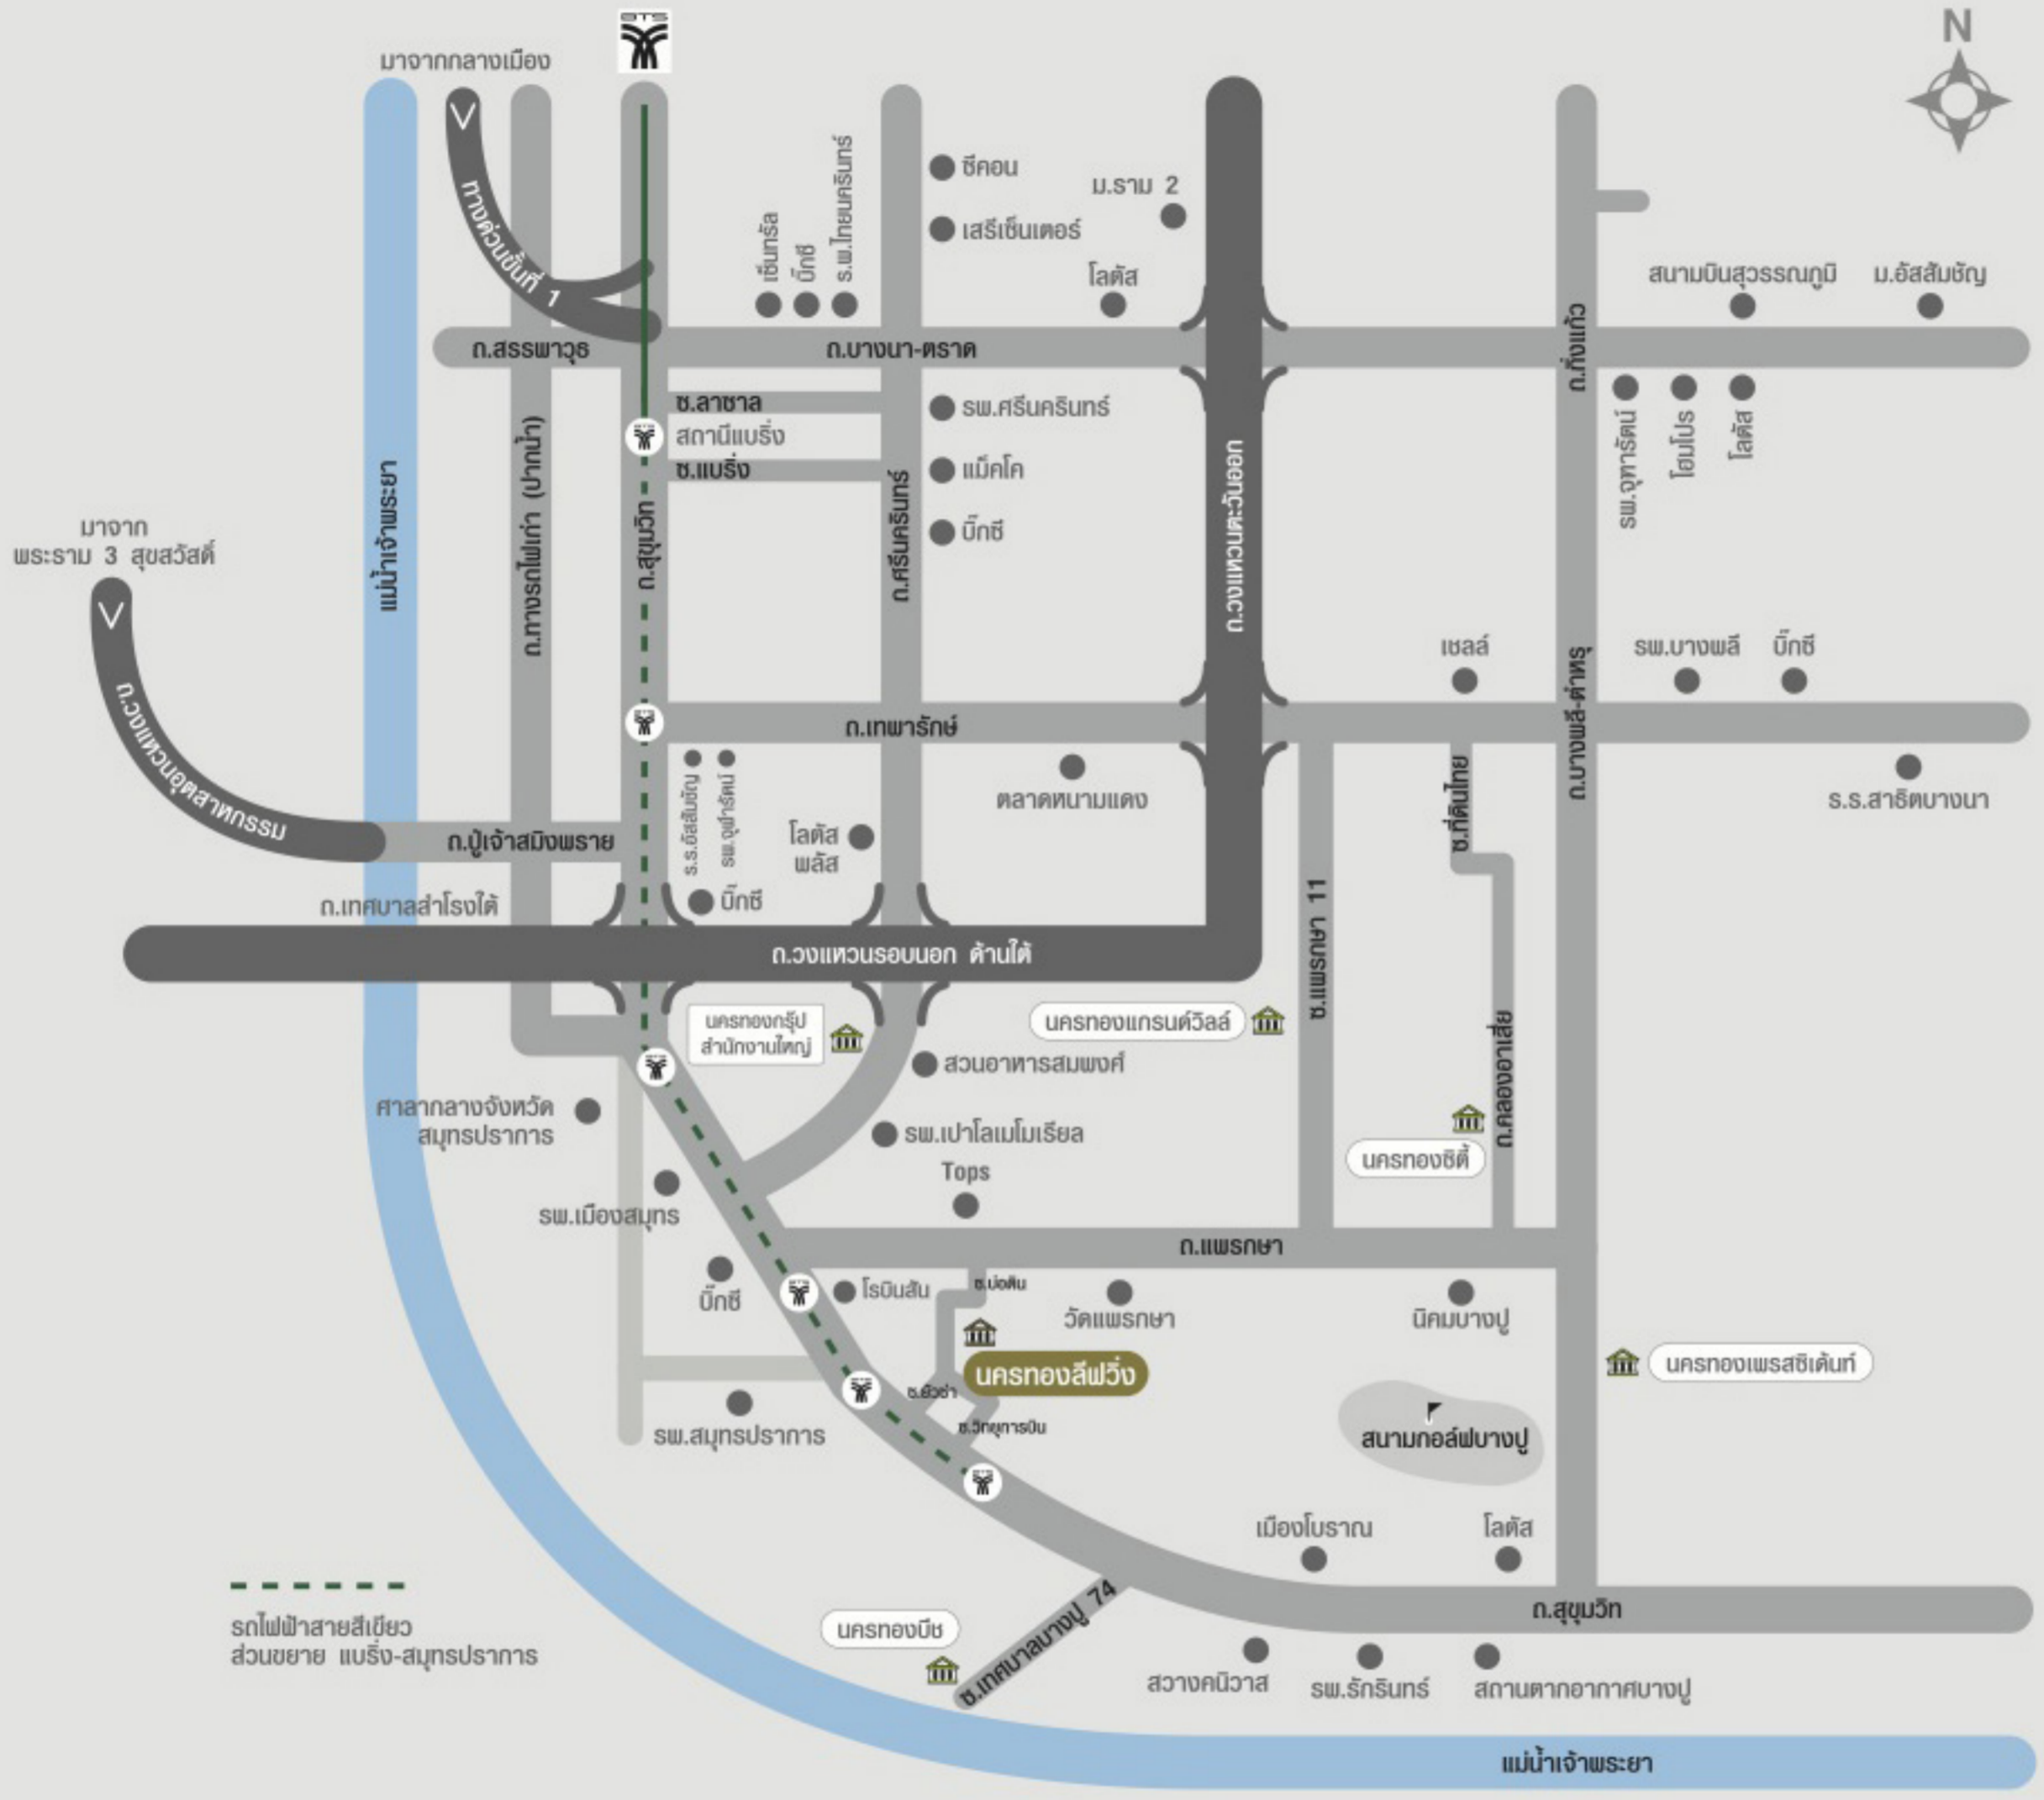 BTS
N
มาจากกลางเมือง
ทางด่วนขั้นที่ 1
ซีคอน
ม.ราม 2
เสรีเซ็นเตอร์
เซ็นทรัล
บิ๊กซี
ร.พ.ไทยนครินทร์
โลตัส
สนามบินสุวรรณภูมิ
ม.อัสสัมชัญ
ถ.สรรพาวุธ
ถ.บางนา-ตราด
ถ.กิ่งแก้ว
ซ.ลาซาล
สถานีแบริ่ง
ซ.แบริ่ง
รพ.ศรีนครินทร์
แม็คโค
บิ๊กซี
รพ.จุฬารัตน์
โฮมโปร
โลตัส
แม่น้ำเจ้าพระยา
ถ.ทางรถไฟเก่า (ปากน้ำ)
ถ.สุขุมวิท
ถ.ศรีนครินทร์
ถ.วงแหวนตะวันออก
มาจาก
พระราม 3 สุขสวัสดิ์
ถ.วงแหวนอุตสาหกรรม
เชลล์
รพ.บางพลี
บิ๊กซี
ถ.เทพารักษ์
ถ.บางพลี-ตำหรุ
ร.ร.อัสสัมชัญ
รพ.จุฬารัตน์
ตลาดหนามแดง
ซ.ที่ดินไทย
ร.ร.สาธิตบางนา
ถ.ปู่เจ้าสมิงพราย
โลตัส
พลัส
บิ๊กซี
ถ.เทศบาลสำโรงใต้
ถ.วงแหวนรอบนอก ด้านใต้
ซ.แพรกษา 11
นครทองกรุ๊ป
สำนักงานใหญ่
นครทองแกรนด์วิลล์
สวนอาหารสมพงศ์
ถ.คลองอาเสี่ย
ศาลากลางจังหวัด
สมุทรปราการ
รพ.เปาโลเมโมเรียล
นครทองซิตี้
Tops
รพ.เมืองสมุทร
ถ.แพรกษา
บิ๊กซี
โรบินสัน
ซ.บ่อดิน
วัดแพรกษา
นิคมบางปู
นครทองลีฟวิ่ง
นครทองเพรสซิเด้นท์
ซ.ยัวซ่า
ซ.วิทยุการบิน
รพ.สมุทรปราการ
สนามกอล์ฟบางปู
เมืองโบราณ
โลตัส
ถ.สุขุมวิท
รถไฟฟ้าสายสีเขียว
ส่วนขยาย แบริ่ง-สมุทรปราการ
นครทองบีช
ซ.เทศบาลบางปู 74
สวางคนิวาส
รพ.รักรินทร์
สถานตากอากาศบางปู
แม่น้ำเจ้าพระยา